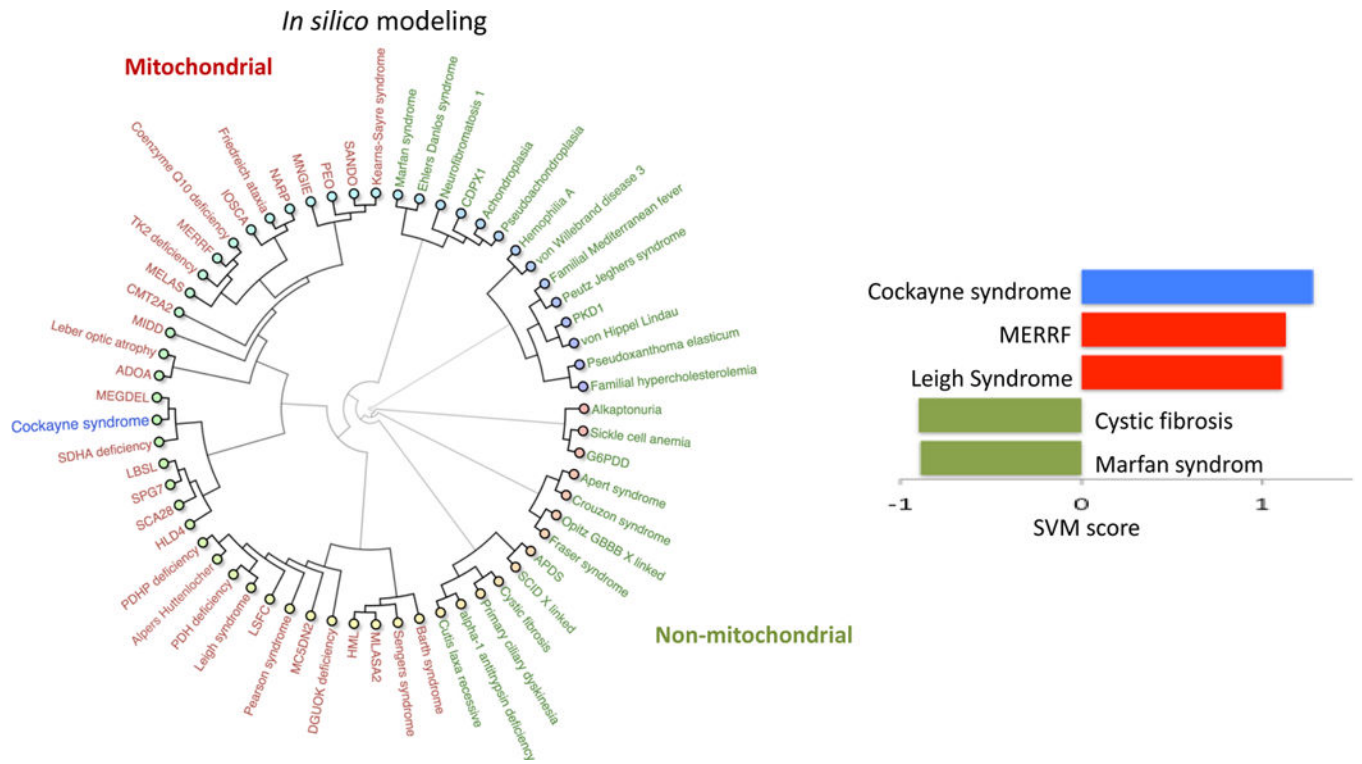 In silico modeling
Mitochondrial
Kearns-Sayre syndrome
SANDO
PEO
MNGIE
NARP
Friedreich ataxia
IOSCA
Coenzyme Q10 deficiency
MERRF
TK2 deficiency
MELAS
CMT2A2
MIDD
Leber optic atrophy
ADOA
MEGDEL
Cockayne syndrome
SDHA deficiency
LBSL
SPG7
SCA28
HLD4
PDHP deficiency
Alpers Huttenlocher
PDH deficiency
Leigh syndrome
LSFC
Pearson syndrome
MC5DN2
DGUOK deficiency
HML
MLASA2
Sengers syndrome
Barth syndrome
Marfan syndrome
Ehlers Danlos syndrome
Neurofibromatosis 1
CDPX1
Achondroplasia
Pseudoachondroplasia
Hemophilia A
von Willebrand disease 3
Familial Mediterranean fever
Peutz Jeghers syndrome
PKD1
von Hippel Lindau
Pseudoxanthoma elasticum
Familial hypercholesterolemia
Alkaptonuria
Sickle cell anemia
G6PDD
Apert syndrome
Crouzon syndrome
Opitz GBBB X linked
Fraser syndrome
APDS
SCID X linked
Cystic fibrosis
Primary ciliary dyskinesia
alpha-1 antitrypsin deficiency
Cutis laxa recessive
Non-mitochondrial
Cockayne syndrome
MERRF
Leigh Syndrome
Cystic fibrosis
Marfan syndrom
-1 0 1
SVM score